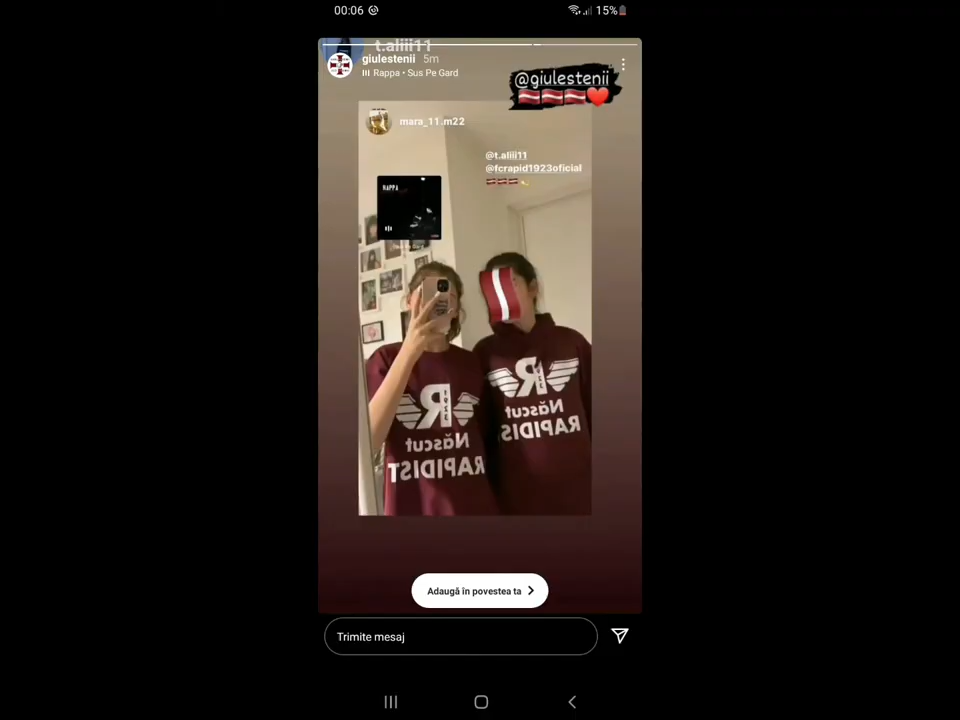 00:06
15%
t.aliii11
giulestenii 5m
Rappa • Sus Pe Gard
@giulestenii
mara_11.m22
@t.aliii11
@fcrapid1923oficial
RAPPA
R
Născut
RAPIDIST
R
Născut
RAPIDIST
Adaugă în povestea ta
Trimite mesaj